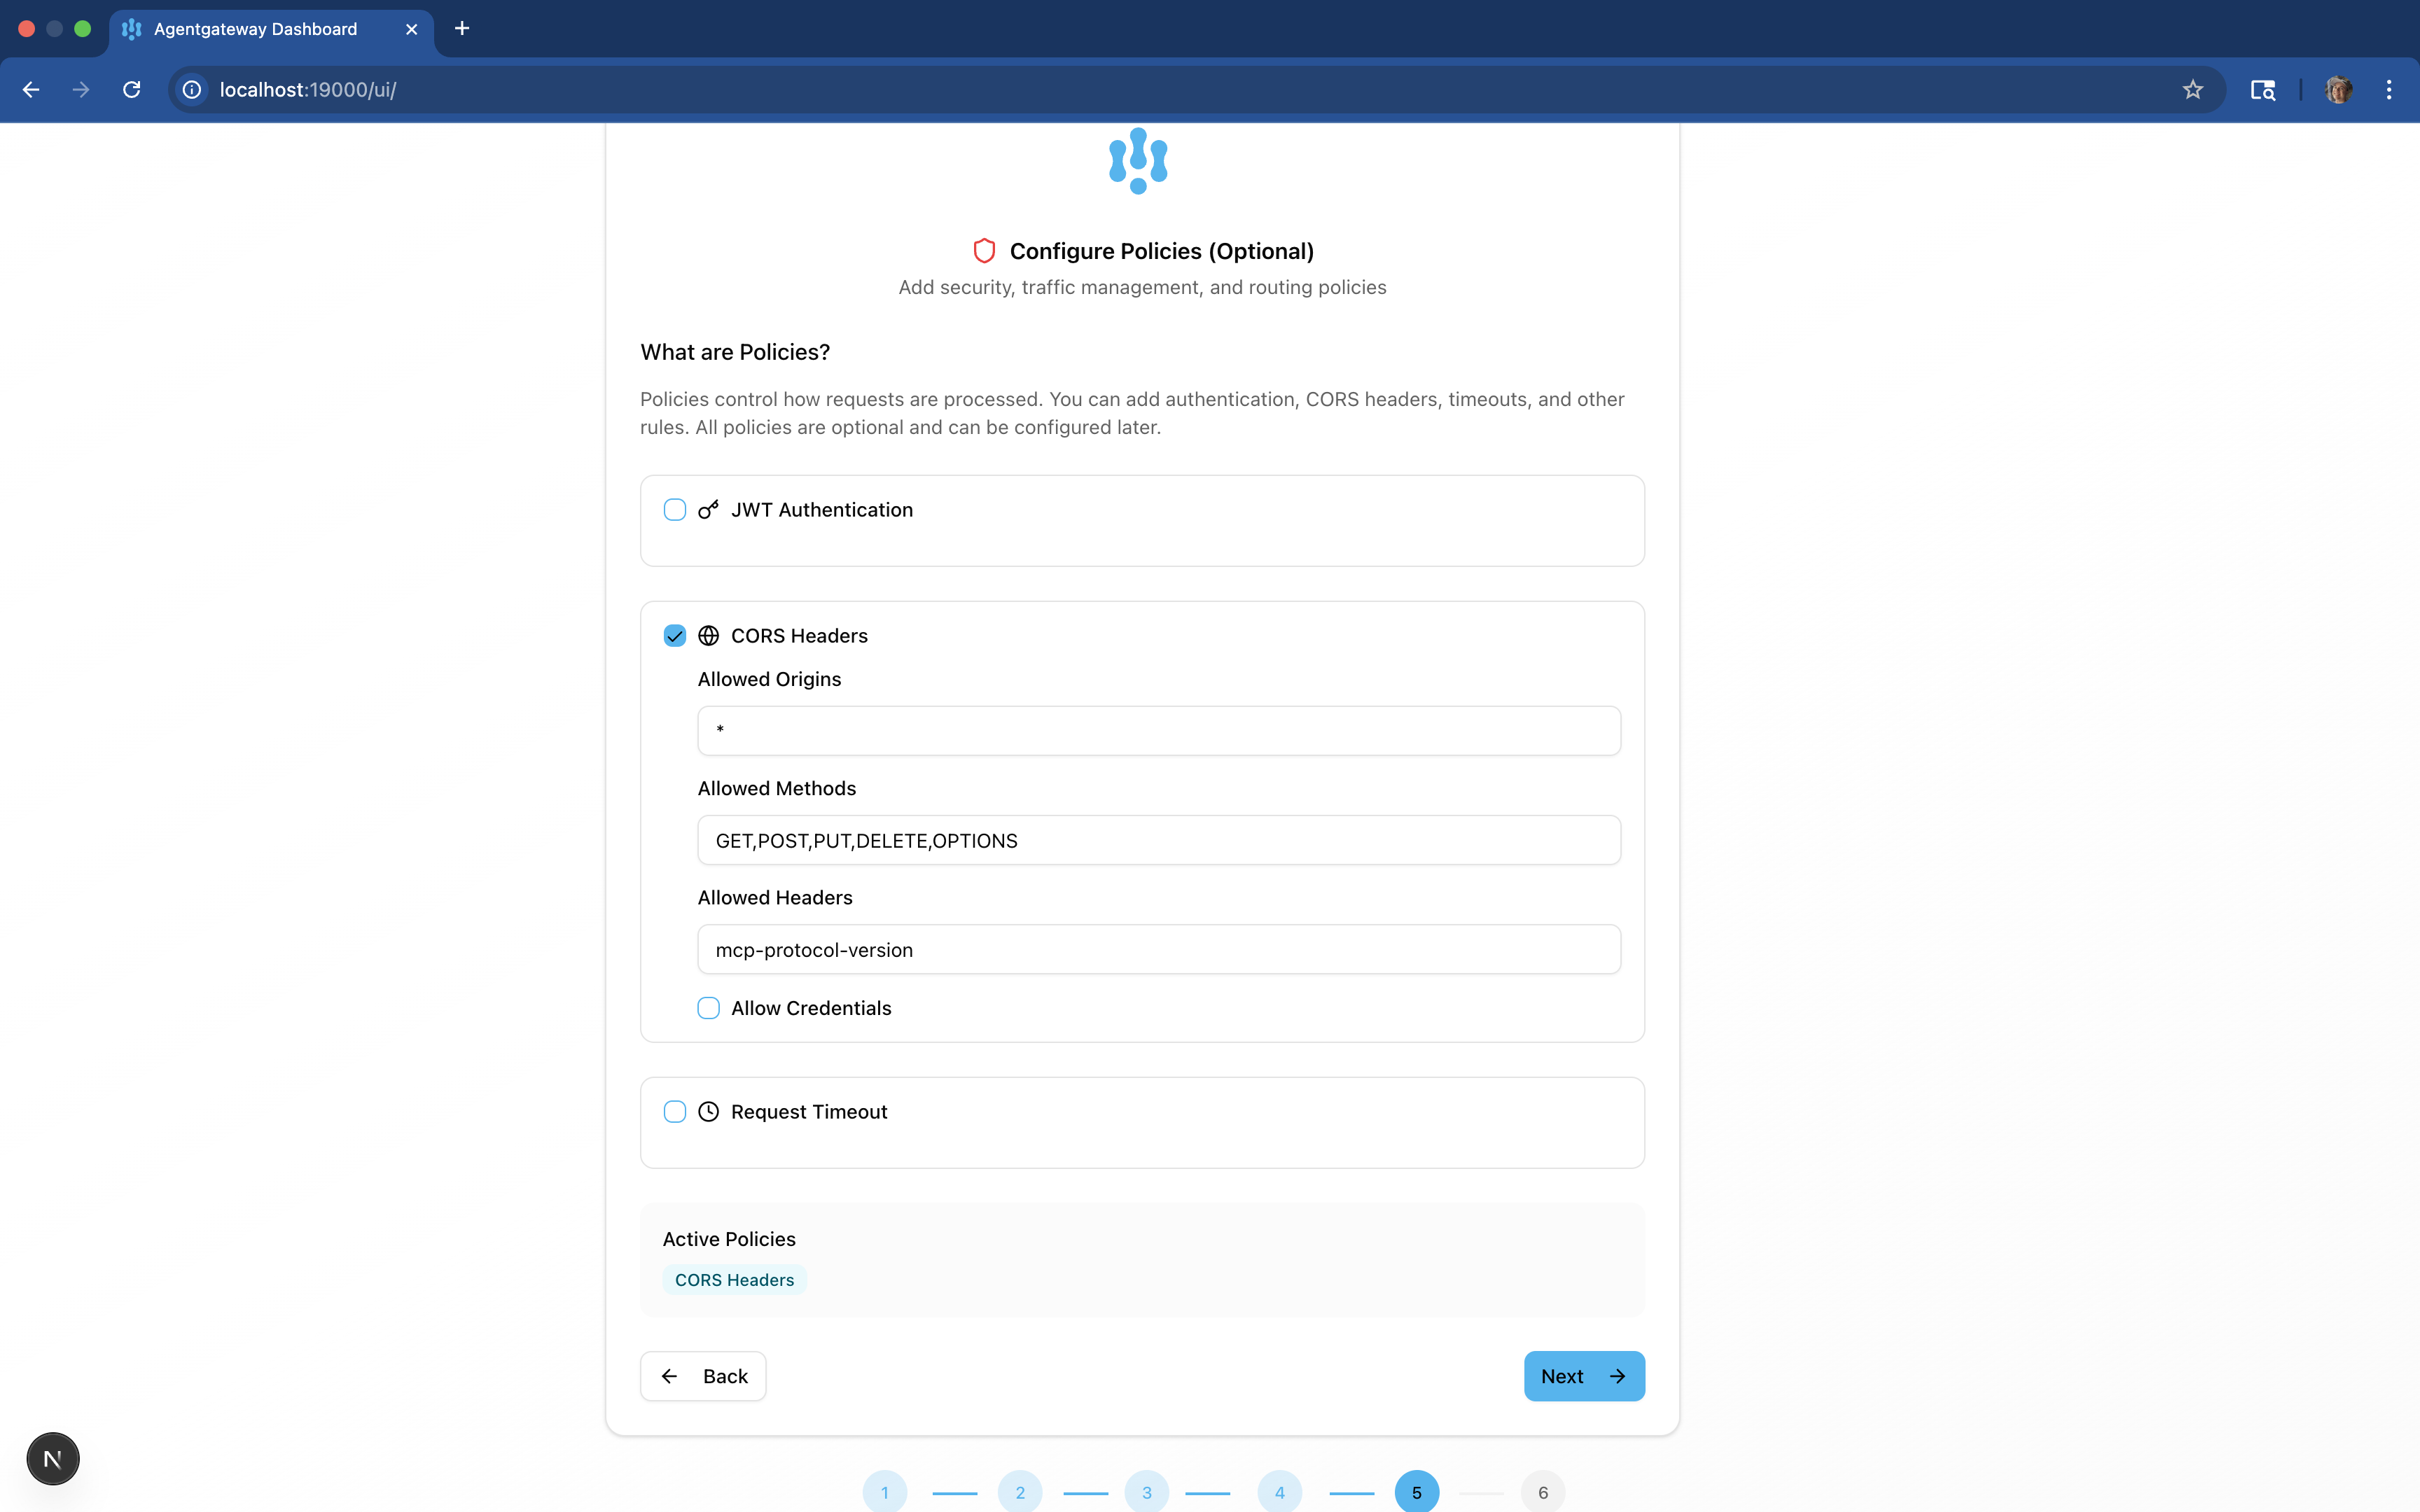 Agentgateway Dashboard
localhost:19000/ui/
Configure Policies (Optional)
Add security, traffic management, and routing policies
What are Policies?
Policies control how requests are processed. You can add authentication, CORS headers, timeouts, and other
rules. All policies are optional and can be configured later.
JWT Authentication
CORS Headers
Allowed Origins
*
Allowed Methods
GET,POST,PUT,DELETE,OPTIONS
Allowed Headers
mcp-protocol-version
Allow Credentials
Request Timeout
Active Policies
CORS Headers
Back
Next
N
1 2 3 4 5 6